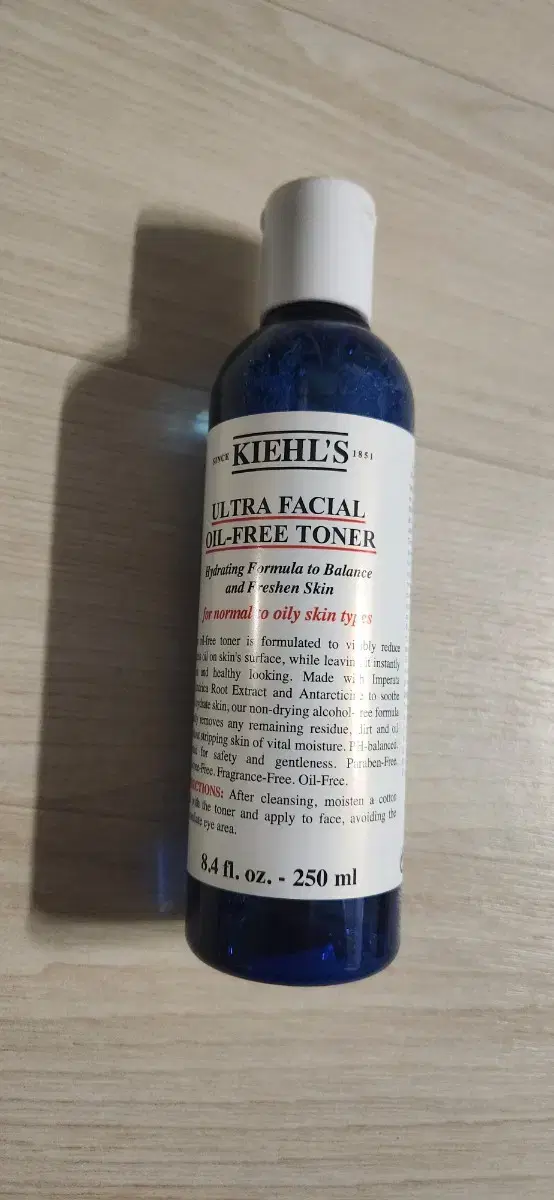 SINCE KIEHL'S 1851
ULTRA FACIAL
OIL-FREE TONER
Hydrating Formula to Balance
and Freshen Skin
for normal to oily skin types
oil-free toner is formulated to visibly reduce
oil on skin's surface, while leaving it instantly
and healthy looking. Made with Imperata
Root Extract and Antarcticine to soothe
skin, our non-drying alcohol-free formula
removes any remaining residue, dirt and oil
stripping skin of vital moisture. PH-balanced.
for safety and gentleness. Paraben-Free.
-Free. Fragrance-Free. Oil-Free.
After cleansing, moisten a cotton
the toner and apply to face, avoiding the
eye area.
8.4 fl. oz. - 250 ml